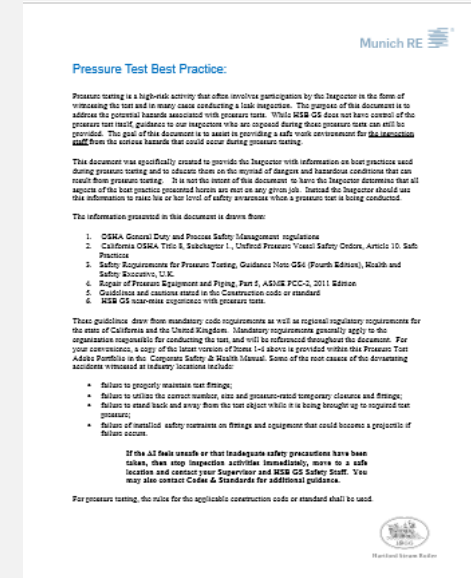 Munich RE
Pressure Test Best Practice:
Pressure testing is a high-risk activity that often involves participation by the Inspector in the form of
witnessing the test and in many cases conducting a leak inspection. The purpose of this document is to
address the potential hazards associated with pressure tests. While HSB GS does not have control of the
pressure test itself, guidance to our inspectors who are exposed during these pressure tests can still be
provided. The goal of this document is to assist in providing a safe work environment for the inspection
staff from the serious hazards that could occur during pressure testing.
This document was specifically created to provide the Inspector with information on best practices used
during pressure testing and to educate them on the myriad of dangers and hazardous conditions that can
result from pressure testing. It is not the intent of this document to have the Inspector determine that all
aspects of the best practice presented herein are met on any given job. Instead the Inspector should use
this information to raise his or her level of safety awareness when a pressure test is being conducted.
The information presented in this document is drawn from:
1. OSHA General Duty and Process Safety Management regulations
2. California OSHA Title 8, Subchapter 1., Unfired Pressure Vessel Safety Orders, Article 10. Safe
Practices
3. Safety Requirements for Pressure Testing, Guidance Note GS4 (Fourth Edition), Health and
Safety Executive, U.K.
4. Repair of Pressure Equipment and Piping, Part 5, ASME PCC-2, 2011 Edition
5. Guidelines and cautions stated in the Construction code or standard
6. HSB GS near-miss experience with pressure tests.
These guidelines draw from mandatory code requirements as well as regional regulatory requirements for
the state of California and the United Kingdom. Mandatory requirements generally apply to the
organization responsible for conducting the test, and will be referenced throughout the document. For
your convenience, a copy of the latest version of Items 1-4 above is provided within this Pressure Test
Adobe Portfolio in the Corporate Safety & Health Manual. Some of the root causes of the devastating
accidents witnessed at industry locations include:
• failure to properly maintain test fittings;
• failure to utilize the correct number, size and pressure-rated temporary closures and fittings;
• failure to stand back and away from the test object while it is being brought up to required test
pressure;
• failure of installed safety restraints on fittings and equipment that could become a projectile if
failure occurs.
If the AI feels unsafe or that inadequate safety precautions have been
taken, then stop inspection activities immediately, move to a safe
location and contact your Supervisor and HSB GS Safety Staff. You
may also contact Codes & Standards for additional guidance.
For pressure testing, the rules for the applicable construction code or standard shall be used.
Hartford Steam Boiler